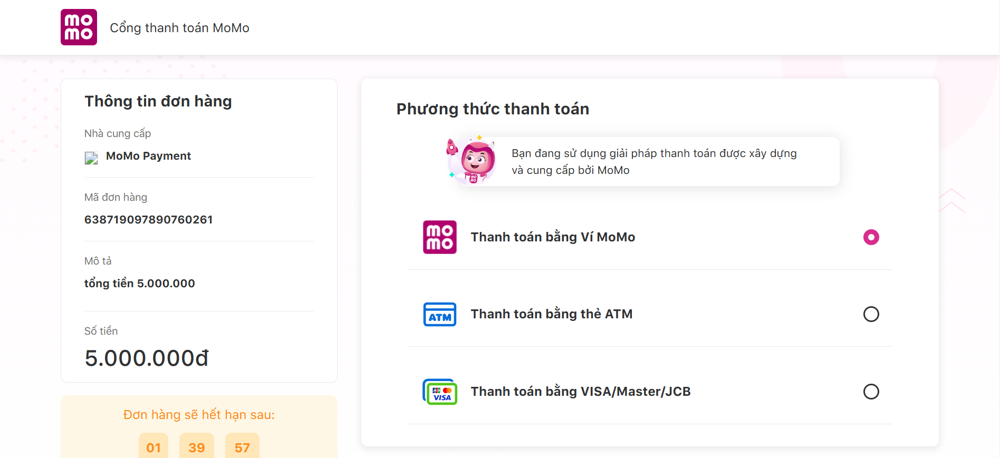 mo
mo
Cổng thanh toán MoMo
Thông tin đơn hàng
Nhà cung cấp
MoMo Payment
Mã đơn hàng
638719097890760261
Mô tả
tổng tiền 5.000.000
Số tiền
5.000.000đ
Đơn hàng sẽ hết hạn sau:
01 39 57
Phương thức thanh toán
mo
mo
Bạn đang sử dụng giải pháp thanh toán được xây dựng
và cung cấp bởi MoMo
mo
mo
Thanh toán bằng Ví MoMo
ATM
Thanh toán bằng thẻ ATM
JCB
VISA
Thanh toán bằng VISA/Master/JCB